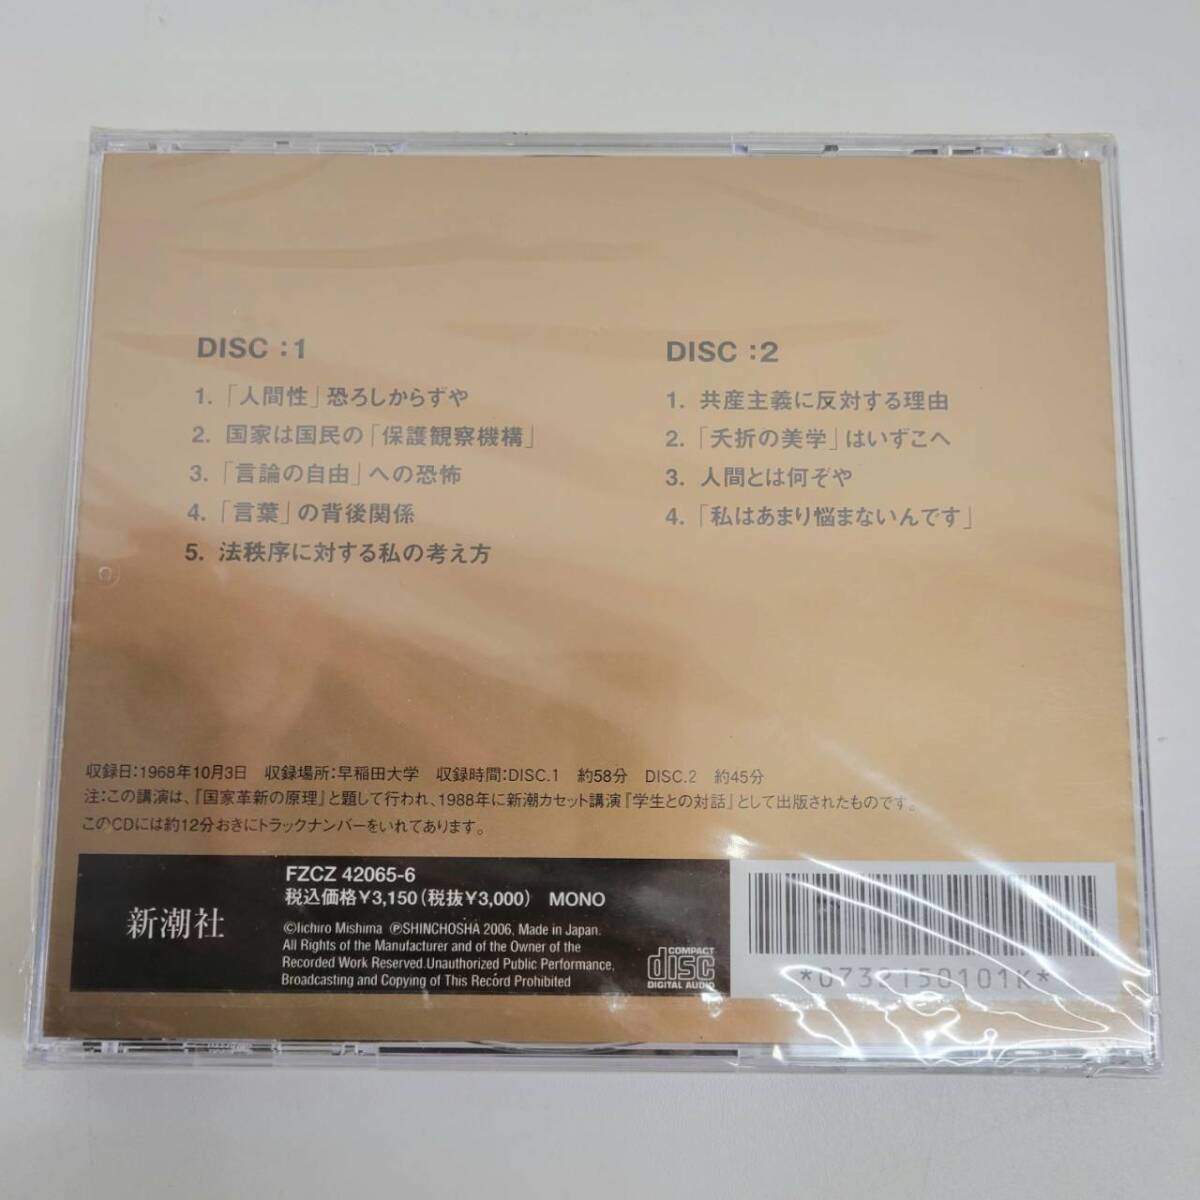 DISC :1
1. 「人間性」恐ろしからずや
2. 国家は国民の「保護観察機構」
3. 「言論の自由」への恐怖
4. 「言葉」の背後関係
5. 法秩序に対する私の考え方
DISC :2
1. 共産主義に反対する理由
2. 「夭折の美学」はいずこへ
3. 人間とは何ぞや
4. 「私はあまり悩まないんです」
収録日:1968年10月3日 収録場所:早稲田大学 収録時間:DISC.1 約58分 DISC.2 約45分
注:この講演は、『国家革新の原理』と題して行われ、1988年に新潮カセット講演『学生との対話』として出版されたものです。
このCDには約12分おきにトラックナンバーをいれてあります。
新潮社
FZCZ 42065-6
税込価格¥3,150(税抜¥3,000) MONO
©Iichiro Mishima ℗SHINCHOSHA 2006, Made in Japan.
All Rights of the Manufacturer and of the Owner of the
Recorded Work Reserved.Unauthorized Public Performance,
Broadcasting and Copying of This Record Prohibited
COMPACT
disc
DIGITAL AUDIO
*0732150101K*